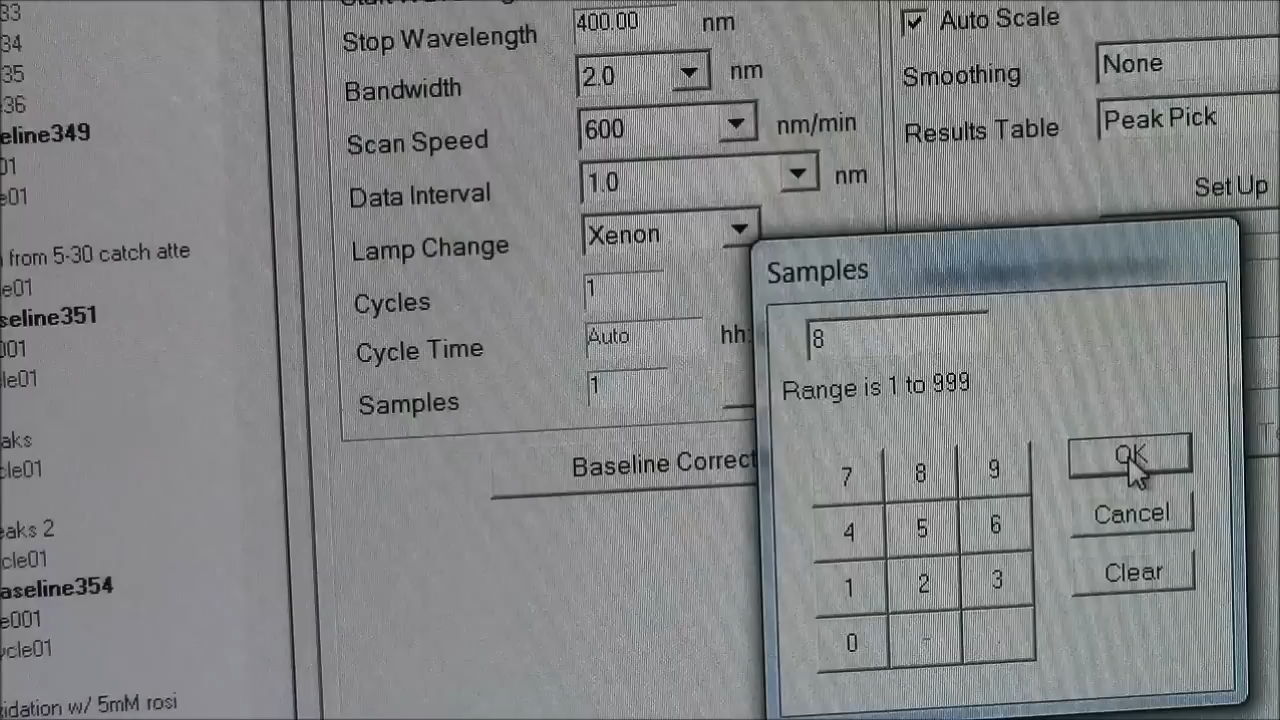 33
34
35
36
eline349
01
e01
from 5-30 catch atte
e01
seline351
001
le01
aks
cle01
eaks 2
cle01
aseline354
e001
ycle01
idation w/ 5mM rosi
Stop Wavelength 400.00 nm
Bandwidth 2.0 nm
Scan Speed 600 nm/min
Data Interval 1.0 nm
Lamp Change Xenon
Cycles 1
Cycle Time Auto hh:
Samples 1
Baseline Correct
Auto Scale
Smoothing None
Results Table Peak Pick
Set Up
Samples
8
Range is 1 to 999
7 8 9
4 5 6
1 2 3
0 - .
OK
Cancel
Clear